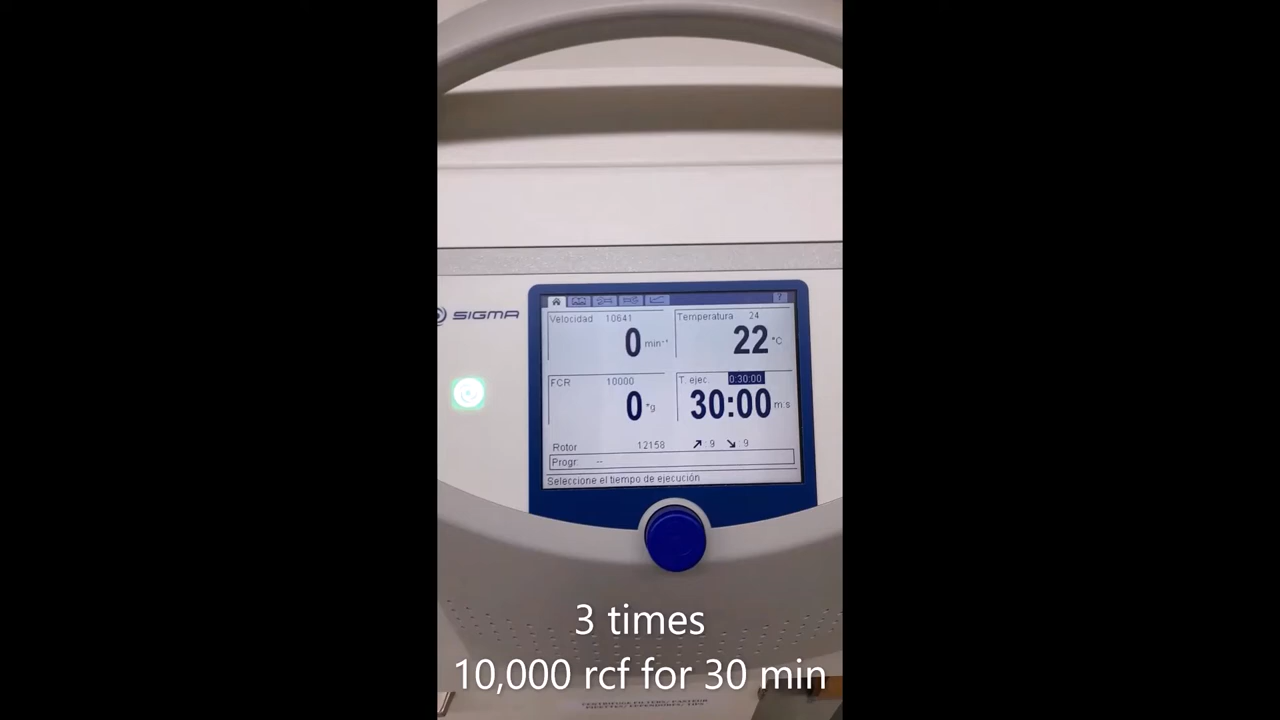 SIGMA
Velocidad 10641
0 min⁻¹
Temperatura 24
22 °C
FCR 10000
0 *g
T. ejec. 0:30:00
30:00 m:s
Rotor 12158 9 9
Progr. --
Seleccione el tiempo de ejecución
3 times
10,000 rcf for 30 min